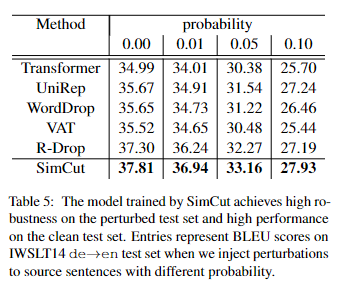 Method probability
0.00 0.01 0.05 0.10
Transformer 34.99 34.01 30.38 25.70
UniRep 35.67 34.91 31.54 27.24
WordDrop 35.65 34.73 31.22 26.46
VAT 35.52 34.65 30.48 25.44
R-Drop 37.30 36.24 32.27 27.19
SimCut 37.81 36.94 33.16 27.93
Table 5: The model trained by SimCut achieves high ro-
bustness on the perturbed test set and high performance
on the clean test set. Entries represent BLEU scores on
IWSLT14 de→en test set when we inject perturbations
to source sentences with different probability.